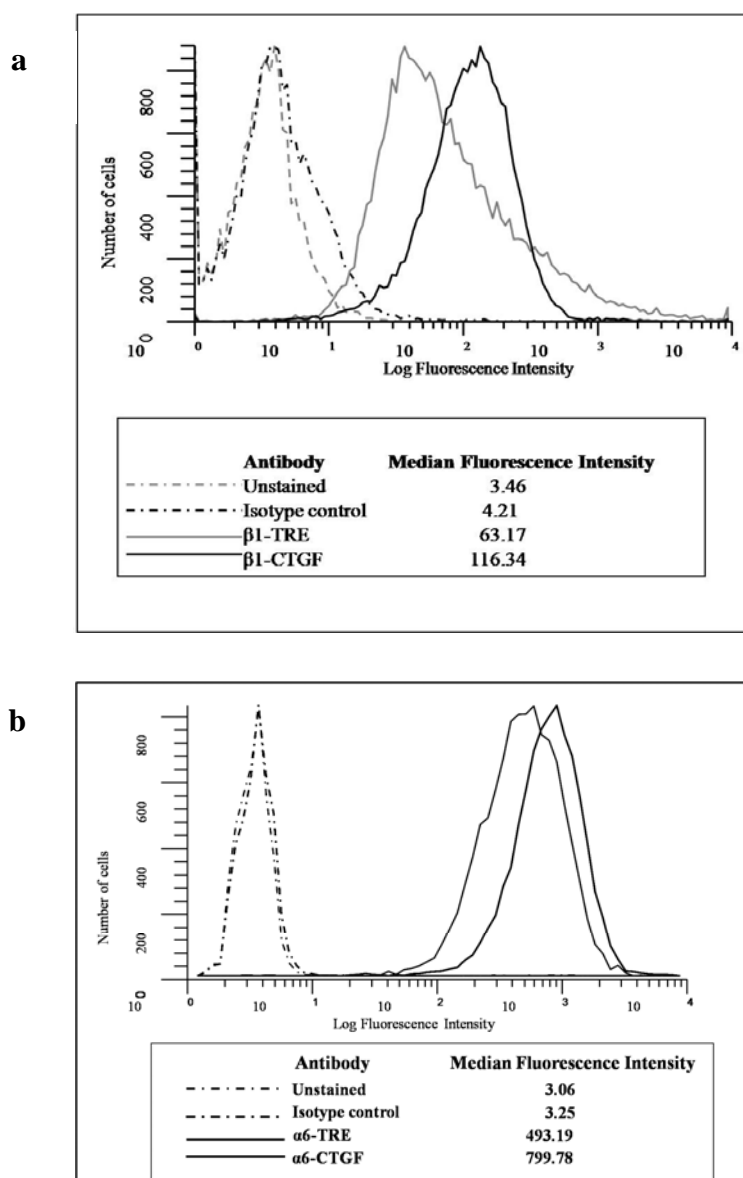 a
800
600
400
200
0
Number of cells
10 0 10 1 10 2 10 3 10 4
Log Fluorescence Intensity
Antibody Median Fluorescence Intensity
Unstained 3.46
Isotype control 4.21
β1-TRE 63.17
β1-CTGF 116.34
b
800
600
400
200
0
Number of cells
10 0 10 1 10 2 10 3 10 4
Log Fluorescence Intensity
Antibody Median Fluorescence Intensity
Unstained 3.06
Isotype control 3.25
α6-TRE 493.19
α6-CTGF 799.78